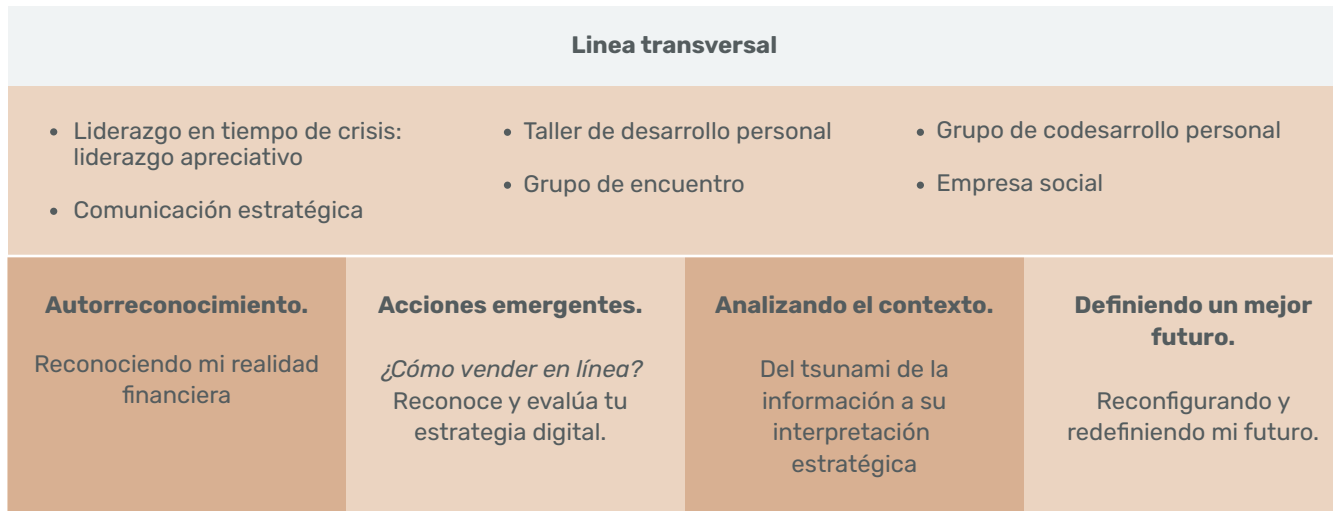 Linea transversal
• Liderazgo en tiempo de crisis:
liderazgo apreciativo
• Comunicación estratégica
• Taller de desarrollo personal
• Grupo de encuentro
• Grupo de codesarrollo personal
• Empresa social
Autorreconocimiento.
Reconociendo mi realidad
financiera
Acciones emergentes.
¿Cómo vender en línea?
Reconoce y evalúa tu
estrategia digital.
Analizando el contexto.
Del tsunami de la
información a su
interpretación
estratégica
Definiendo un mejor
futuro.
Reconfigurando y
redefiniendo mi futuro.